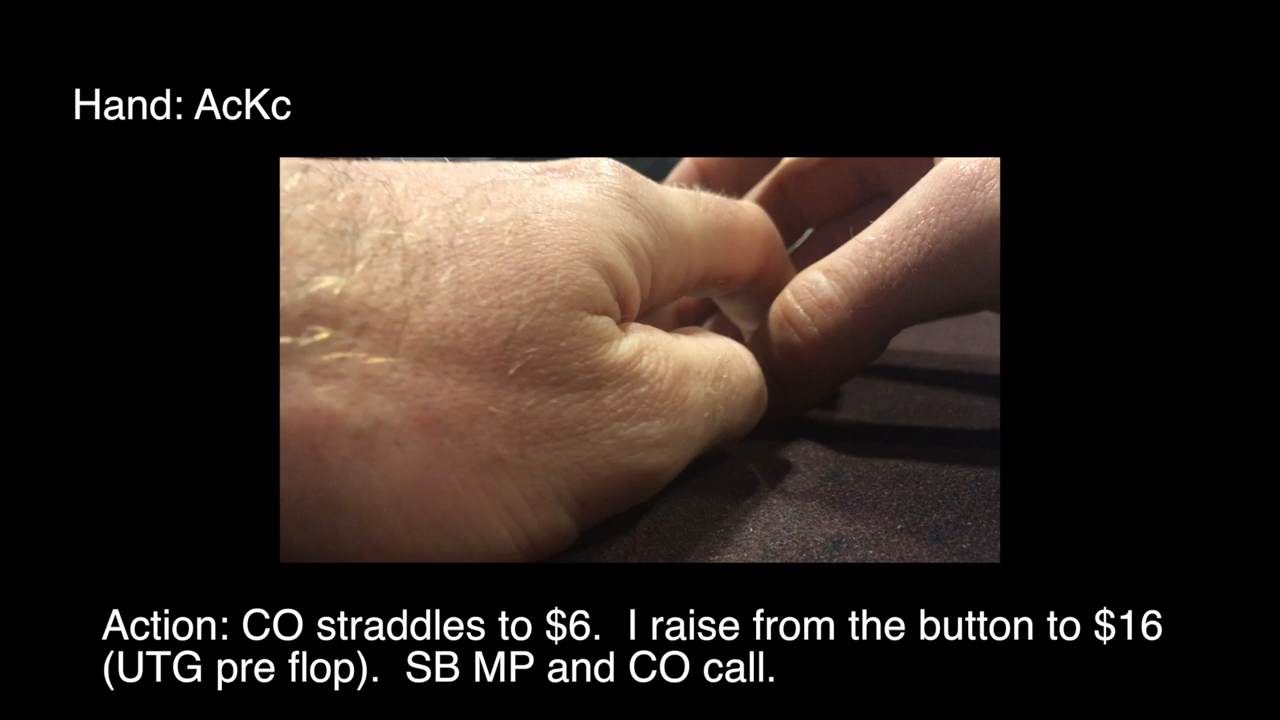 Hand: AcKc
Action: CO straddles to $6.  I raise from the button to $16
(UTG pre flop).  SB MP and CO call.